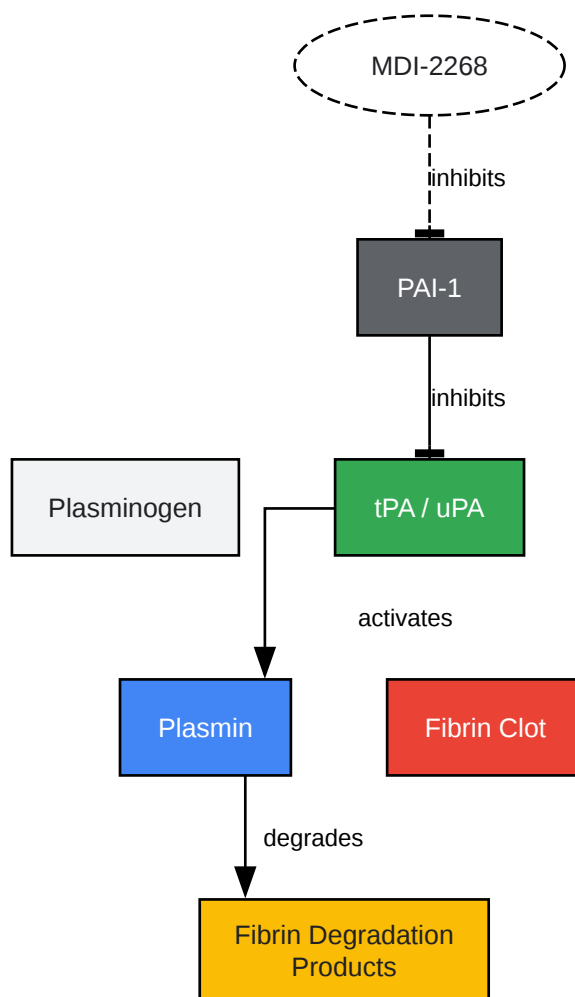 MDI-2268
inhibits
PAI-1
inhibits
Plasminogen
tPA / uPA
activates
Plasmin
Fibrin Clot
degrades
Fibrin Degradation
Products